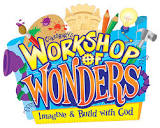 WORKSHOP
OF
WONDERS
IMAGINE & BUILD WITH GOD